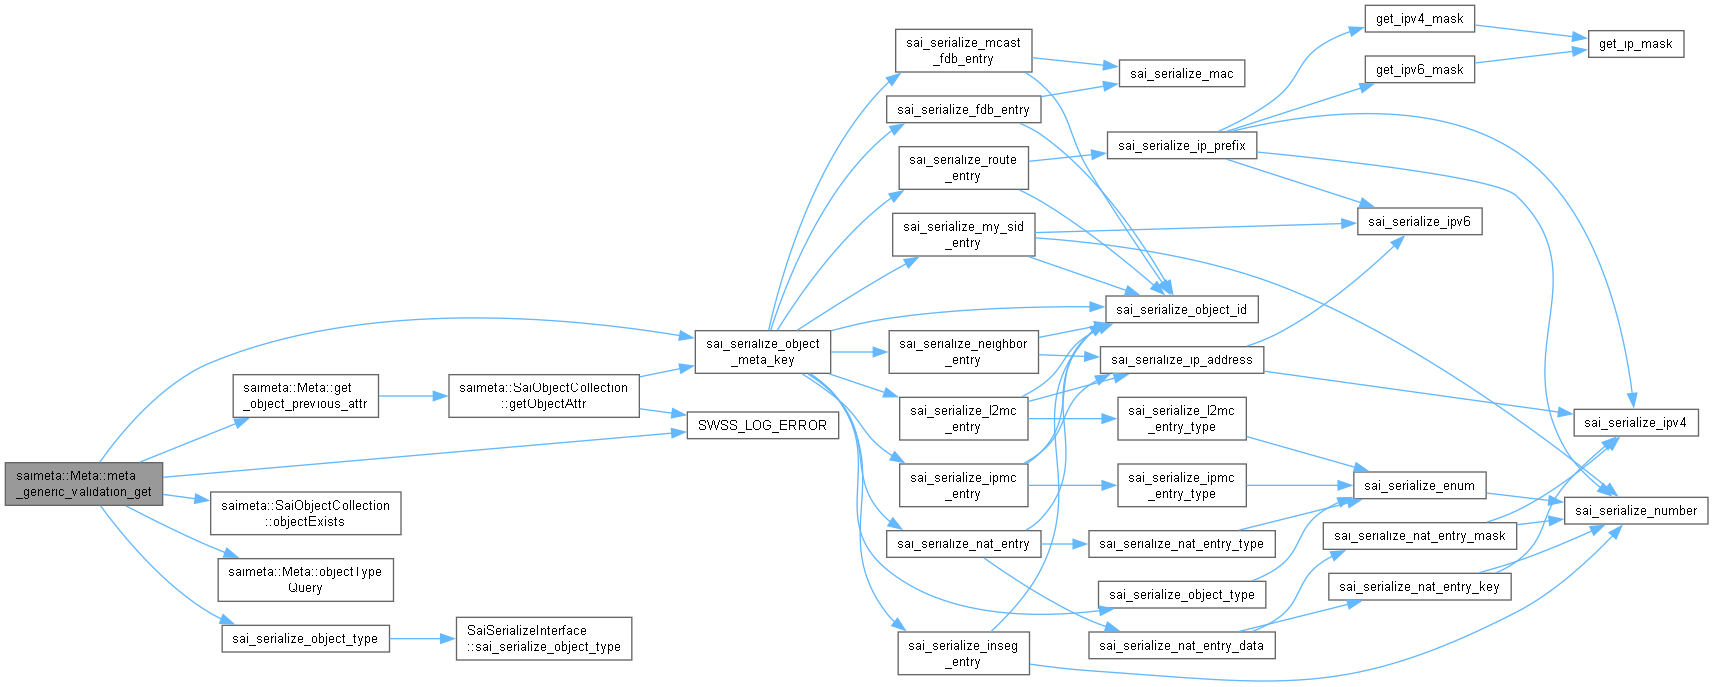 saimeta::Meta::meta
_generic_validation_get
saimeta::Meta::get
_object_previous_attr
saimeta::SaiObjectCollection
::objectExists
saimeta::Meta::objectType
Query
sai_serialize_object_type
saimeta::SaiObjectCollection
::getObjectAttr
SaiSerializeInterface
::sai_serialize_object_type
sai_serialize_object
_meta_key
SWSS_LOG_ERROR
sai_serialize_mcast
_fdb_entry
sai_serialize_fdb_entry
sai_serialize_route
_entry
sai_serialize_my_sid
_entry
sai_serialize_neighbor
_entry
sai_serialize_l2mc
_entry
sai_serialize_ipmc
_entry
sai_serialize_nat_entry
sai_serialize_inseg
_entry
sai_serialize_mac
sai_serialize_ip_prefix
sai_serialize_object_id
sai_serialize_ip_address
sai_serialize_l2mc
_entry_type
sai_serialize_ipmc
_entry_type
sai_serialize_nat_entry_type
sai_serialize_object_type
sai_serialize_nat_entry_data
get_ipv4_mask
get_ipv6_mask
sai_serialize_ipv6
sai_serialize_enum
sai_serialize_nat_entry_mask
sai_serialize_nat_entry_key
get_ip_mask
sai_serialize_ipv4
sai_serialize_number